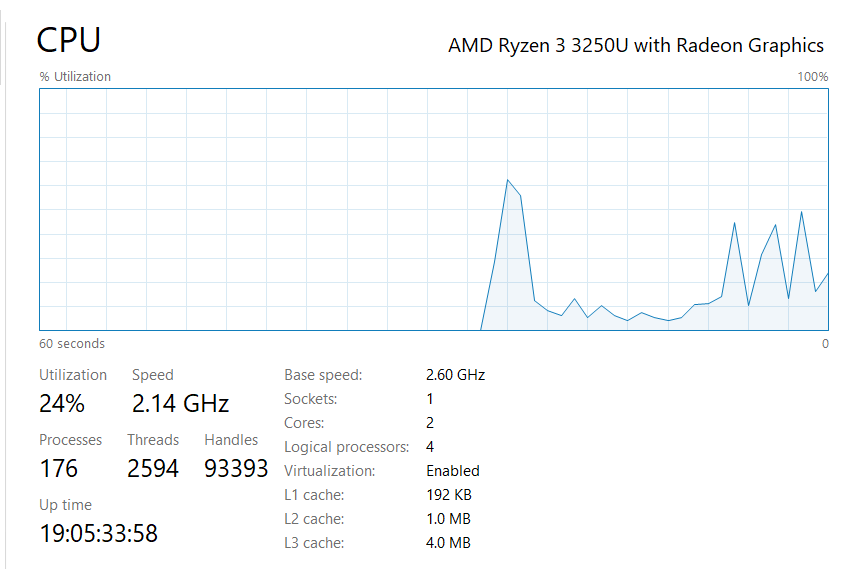 CPU
AMD Ryzen 3 3250U with Radeon Graphics
% Utilization
100%
60 seconds
0
Utilization
Speed
24%
2.14 GHz
Processes
Threads
Handles
176
2594
93393
Up time
19:05:33:58
Base speed: 2.60 GHz
Sockets: 1
Cores: 2
Logical processors: 4
Virtualization: Enabled
L1 cache: 192 KB
L2 cache: 1.0 MB
L3 cache: 4.0 MB